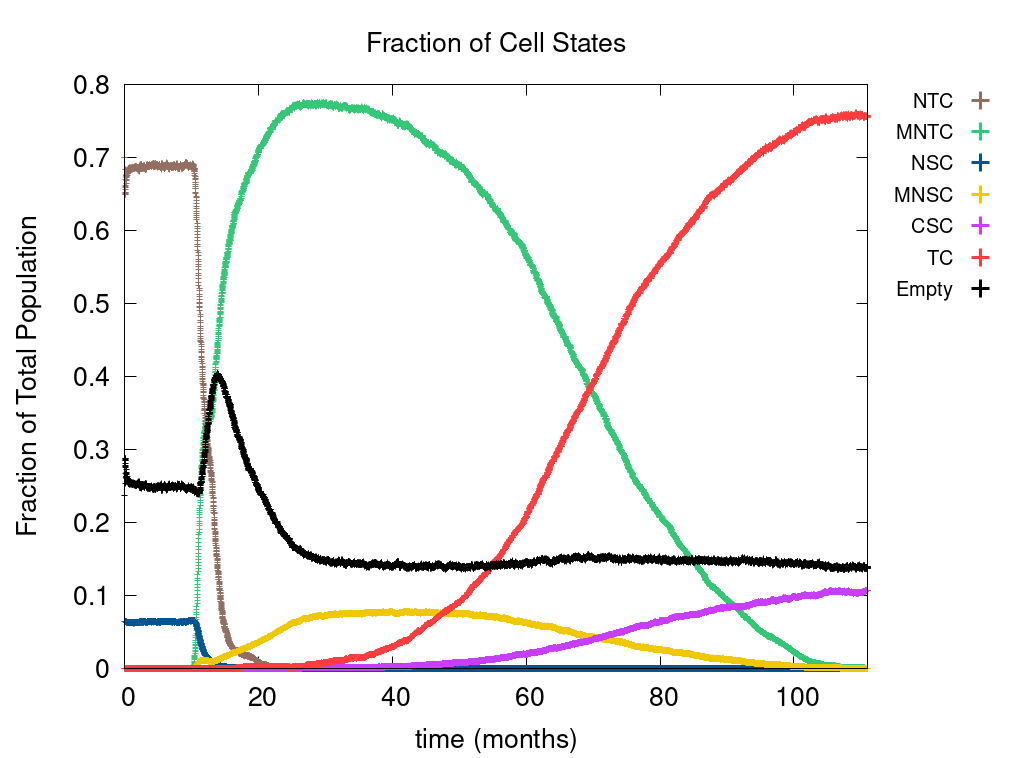 Fraction of Cell States
Fraction of Total Population
0.8
0.7
0.6
0.5
0.4
0.3
0.2
0.1
0
0 20 40 60 80 100
time (months)
NTC
MNTC
NSC
MNSC
CSC
TC
Empty